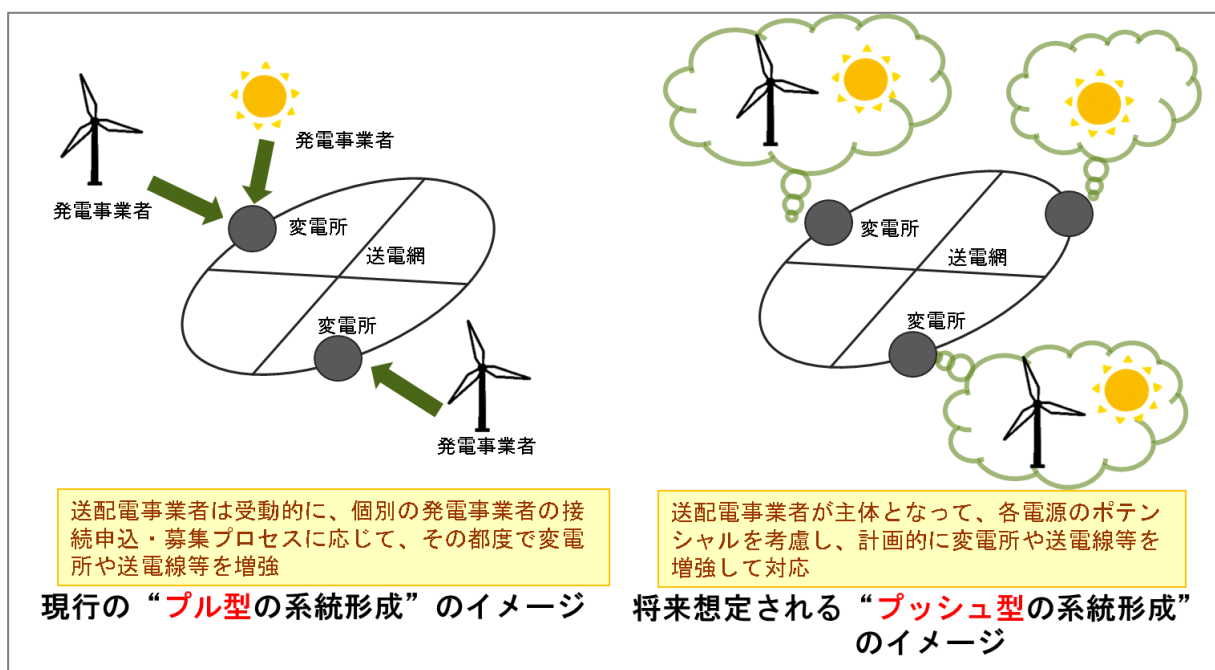 発電事業者
発電事業者
変電所
送電網
変電所
発電事業者
送配電事業者は受動的に、個別の発電事業者の接
続申込・募集プロセスに応じて、その都度で変電
所や送電線等を増強
現行の“プル型の系統形成”のイメージ
変電所
送電網
変電所
送配電事業者が主体となって、各電源のポテン
シャルを考慮し、計画的に変電所や送電線等を
増強して対応
将来想定される“プッシュ型の系統形成”
のイメージ